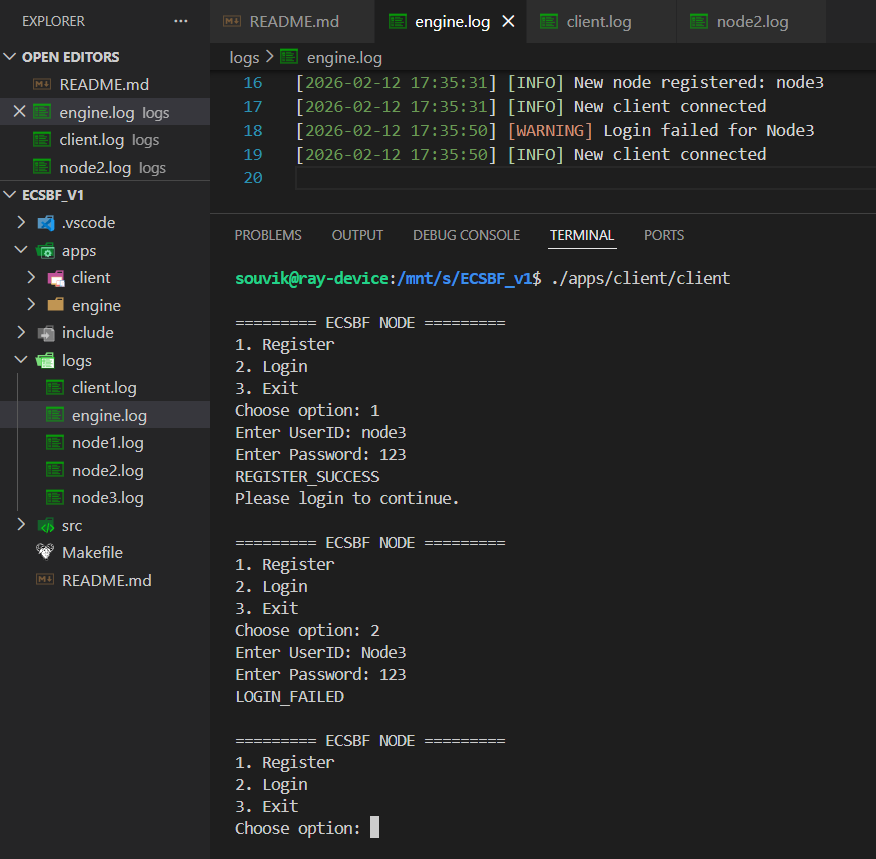 EXPLORER
···
OPEN EDITORS
README.md
engine.log logs
client.log logs
node2.log logs
ECSBF_V1
.vscode
apps
client
engine
include
logs
client.log
engine.log
node1.log
node2.log
node3.log
src
Makefile
README.md
README.md engine.log client.log node2.log
logs > engine.log
16 [2026-02-12 17:35:31] [INFO] New node registered: node3
17 [2026-02-12 17:35:31] [INFO] New client connected
18 [2026-02-12 17:35:50] [WARNING] Login failed for Node3
19 [2026-02-12 17:35:50] [INFO] New client connected
20
PROBLEMS OUTPUT DEBUG CONSOLE TERMINAL PORTS
souvik@ray-device:/mnt/s/ECSBF_v1$ ./apps/client/client
========= ECSBF NODE =========
1. Register
2. Login
3. Exit
Choose option: 1
Enter UserID: node3
Enter Password: 123
REGISTER_SUCCESS
Please login to continue.
========= ECSBF NODE =========
1. Register
2. Login
3. Exit
Choose option: 2
Enter UserID: Node3
Enter Password: 123
LOGIN_FAILED
========= ECSBF NODE =========
1. Register
2. Login
3. Exit
Choose option: